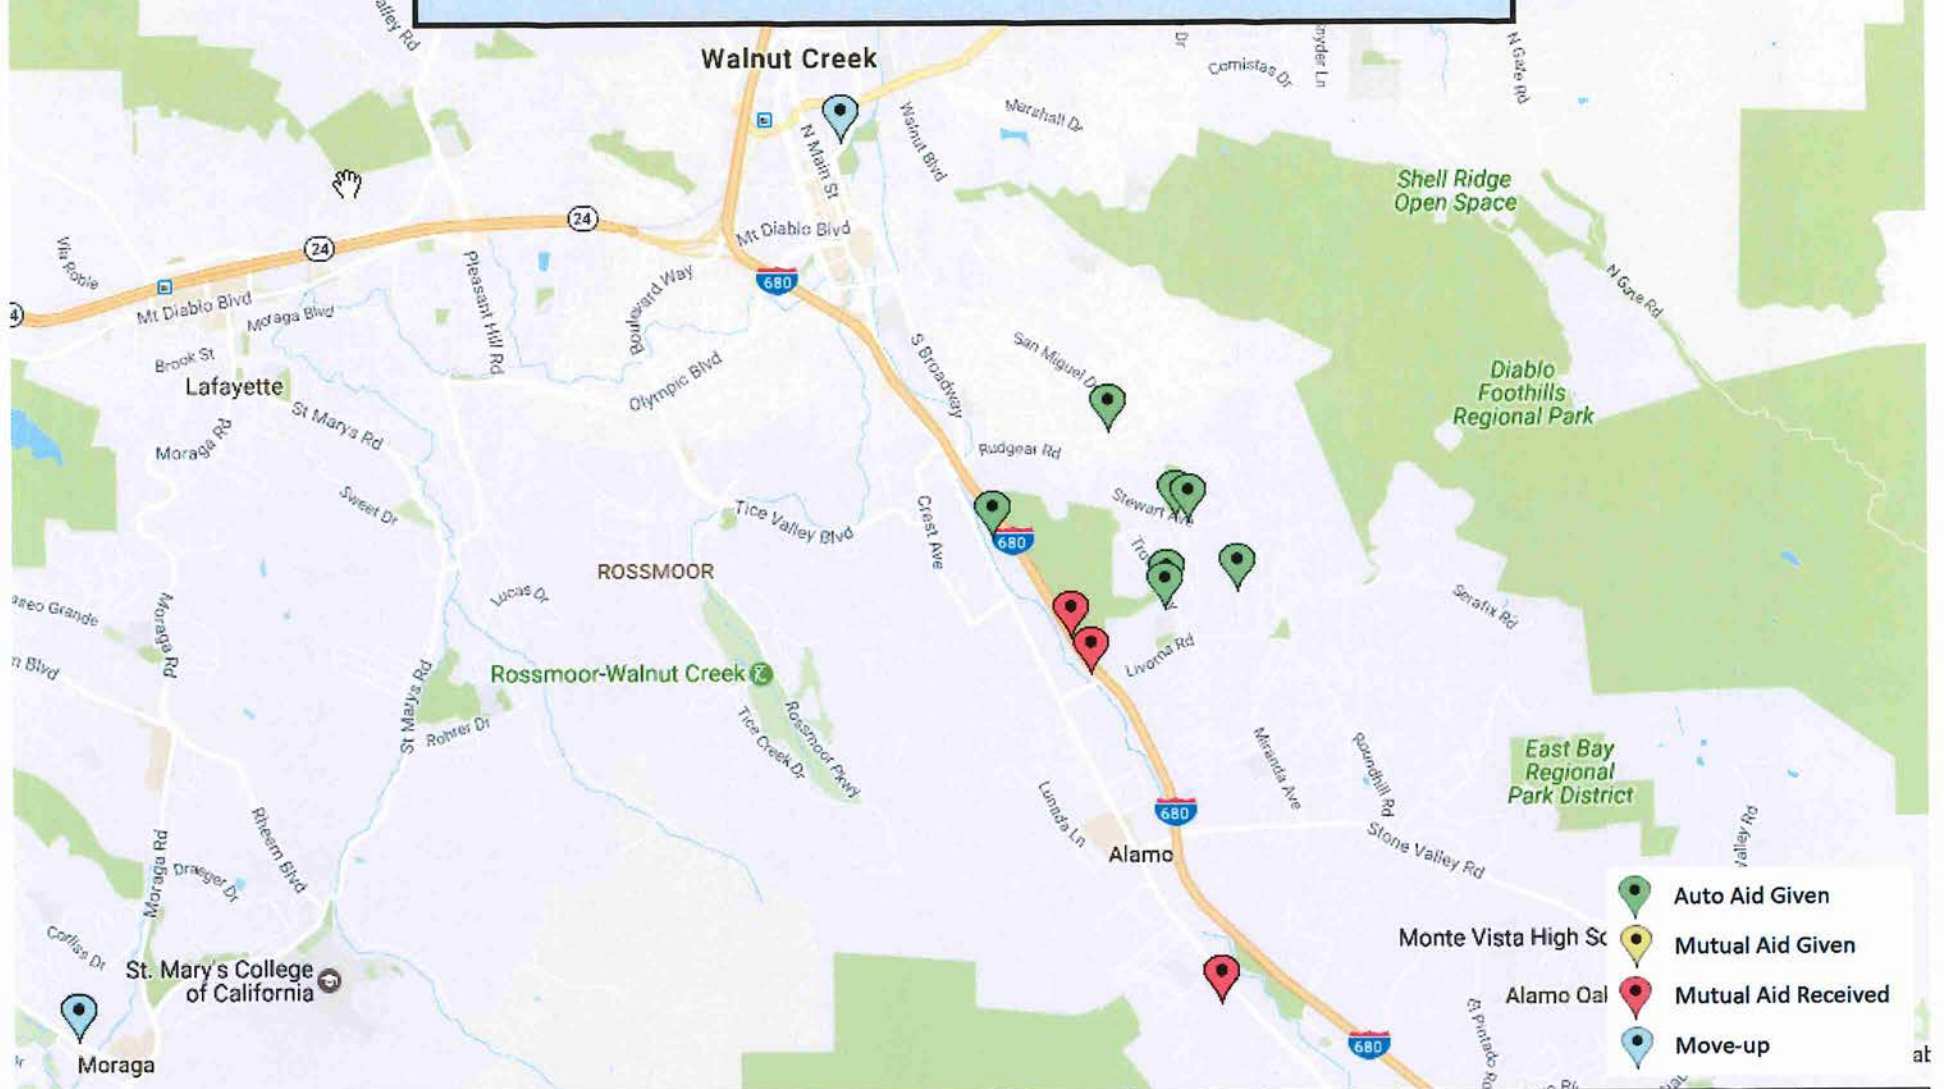 Walnut Creek
Comistas Dr
Dr
N Gate Rd
Marshall Dr
Walnut Blvd
N Main St
Shell Ridge
Open Space
24
24
Mt Diablo Blvd
Via Roble
Pleasant Hill Rd
680
N Gate Rd
Boulevard Way
Mt Diablo Blvd
Moraga Blvd
Brook St
Lafayette
S Broadway
San Miguel Dr
Olympic Blvd
Diablo
Foothills
Regional Park
St Marys Rd
Moraga Rd
Rudgear Rd
Sweet Dr
Tice Valley Blvd
Crest Ave
Stewart Ave
680
ROSSMOOR
Lucas Dr
Serafix Rd
Moraga Rd
Livorna Rd
Rossmoor-Walnut Creek
St Marys Rd
Rohrer Dr
Tice Creek Dr
Rossmoor Pkwy
Miranda Ave
Roundhill Rd
East Bay
Regional
Park District
680
Lunada Ln
Alamo
Stone Valley Rd
Rheem Blvd
Moraga Rd
Draeger Dr
Corliss Dr
St. Mary's College
of California
Moraga
Monte Vista High Sc
Alamo Oa
680
Auto Aid Given
Mutual Aid Given
Mutual Aid Received
Move-up